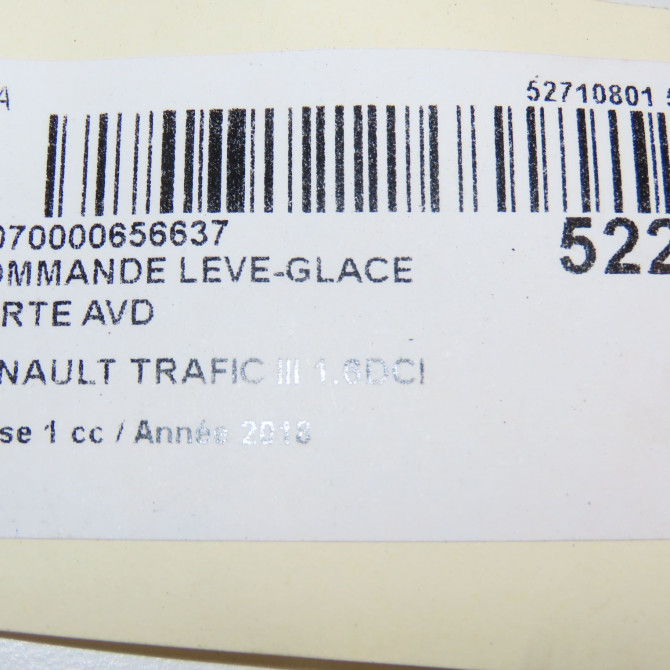 A 52710801
070000656637
OMMANDE LEVE-GLACE 522
RTE AVD
NAULT TRAFIC III 1.6DCI
se 1 cc / Année 2018